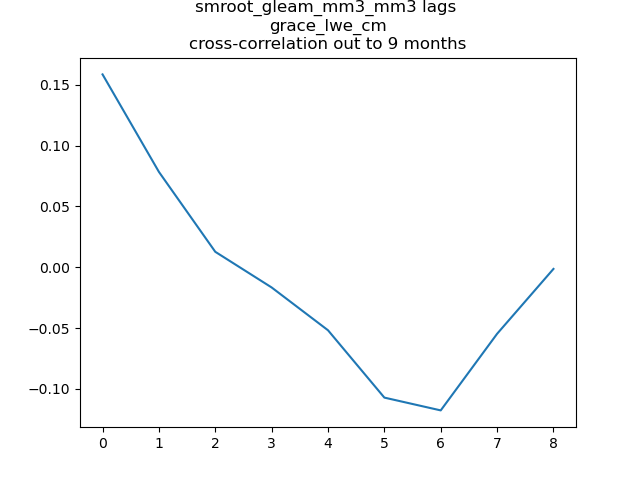 smroot_gleam_mm3_mm3 lags
grace_lwe_cm
cross-correlation out to 9 months
0.15
0.10
0.05
0.00
−0.05
−0.10
0 1 2 3 4 5 6 7 8